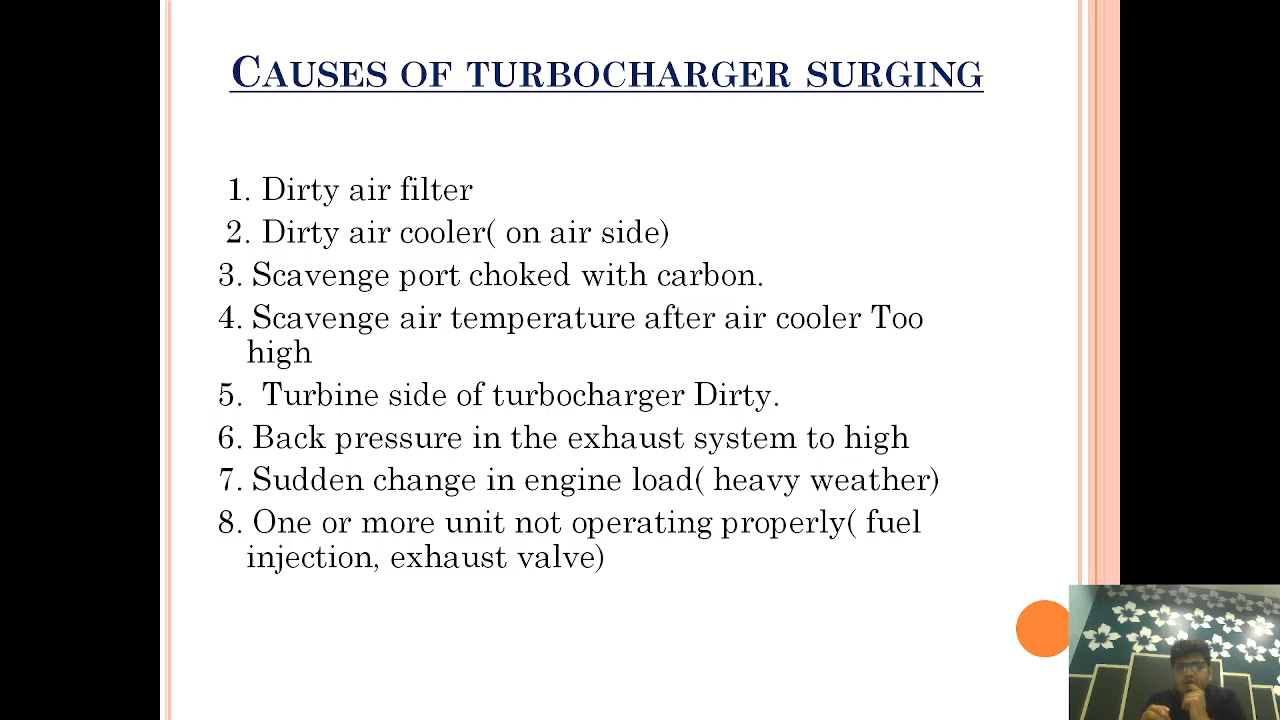 CAUSES OF TURBOCHARGER SURGING
1. Dirty air filter
2. Dirty air cooler( on air side)
3. Scavenge port choked with carbon.
4. Scavenge air temperature after air cooler Too
high
5. Turbine side of turbocharger Dirty.
6. Back pressure in the exhaust system to high
7. Sudden change in engine load( heavy weather)
8. One or more unit not operating properly( fuel
injection, exhaust valve)